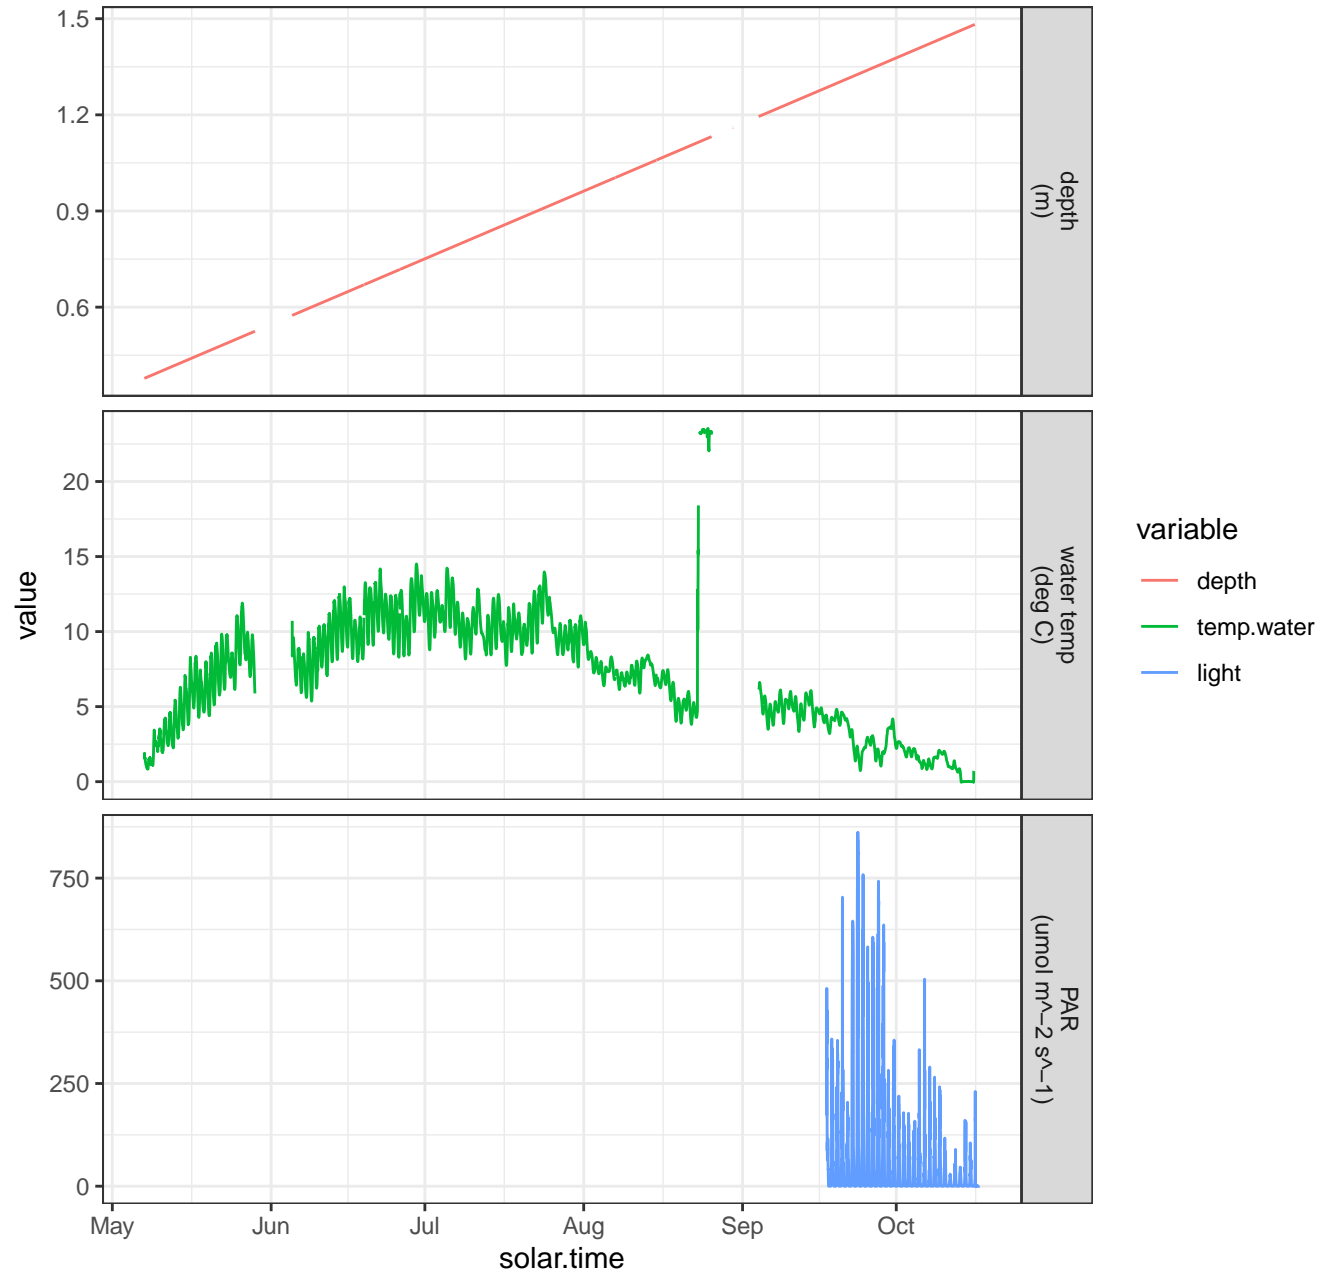 1.5
1.2
0.9
0.6
depth
(m)
20
15
10
5
0
water temp
(deg C)
750
500
250
0
PAR
(umol m^−2 s^−1)
value
May
Jun
Jul
Aug
Sep
Oct
solar.time
variable
depth
temp.water
light